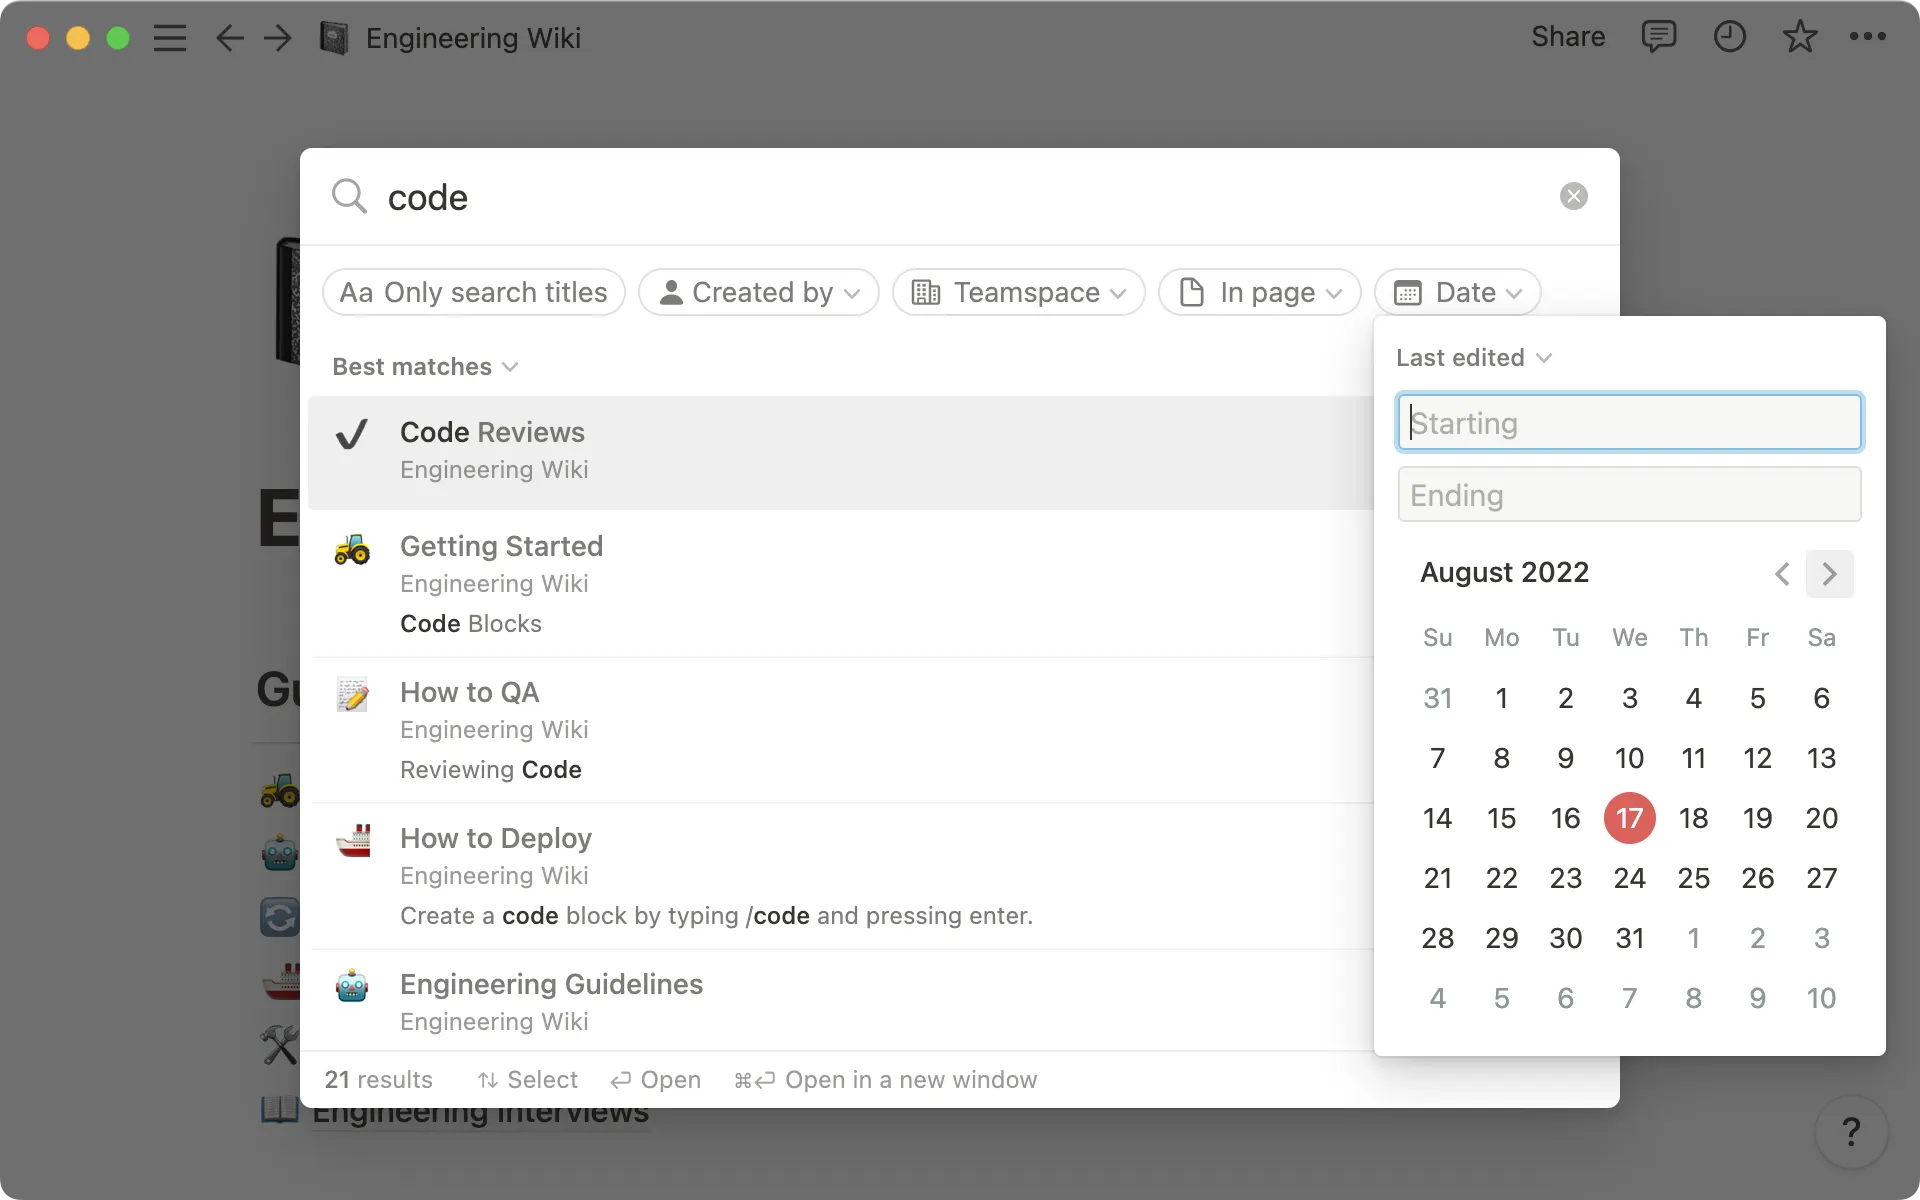 Engineering Wiki
Share
code
Aa Only search titles
Created by
Teamspace
In page
Date
Best matches
Code Reviews
Engineering Wiki
Getting Started
Engineering Wiki
Code Blocks
How to QA
Engineering Wiki
Reviewing Code
How to Deploy
Engineering Wiki
Create a code block by typing /code and pressing enter.
Engineering Guidelines
Engineering Wiki
21 results
Select
Open
⌘ Open in a new window
Last edited
Starting
Ending
August 2022
Su Mo Tu We Th Fr Sa
31 1 2 3 4 5 6
7 8 9 10 11 12 13
14 15 16 17 18 19 20
21 22 23 24 25 26 27
28 29 30 31 1 2 3
4 5 6 7 8 9 10
E
Gu
Engineering Interviews
?